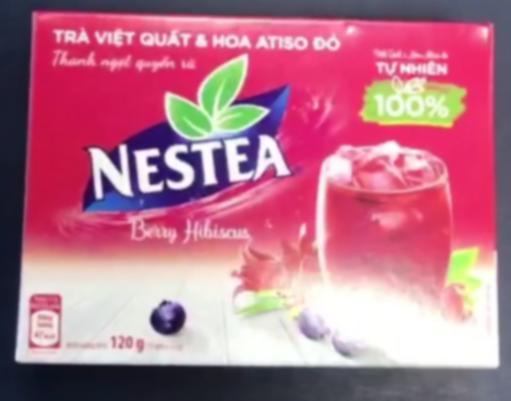 TRÀ VIỆT QUẤT & HOA ATISO ĐỎ
Thanh ngọt quyến rũ
TỰ NHIÊN
100%
NESTEA
Berry Hibiscus
120 g